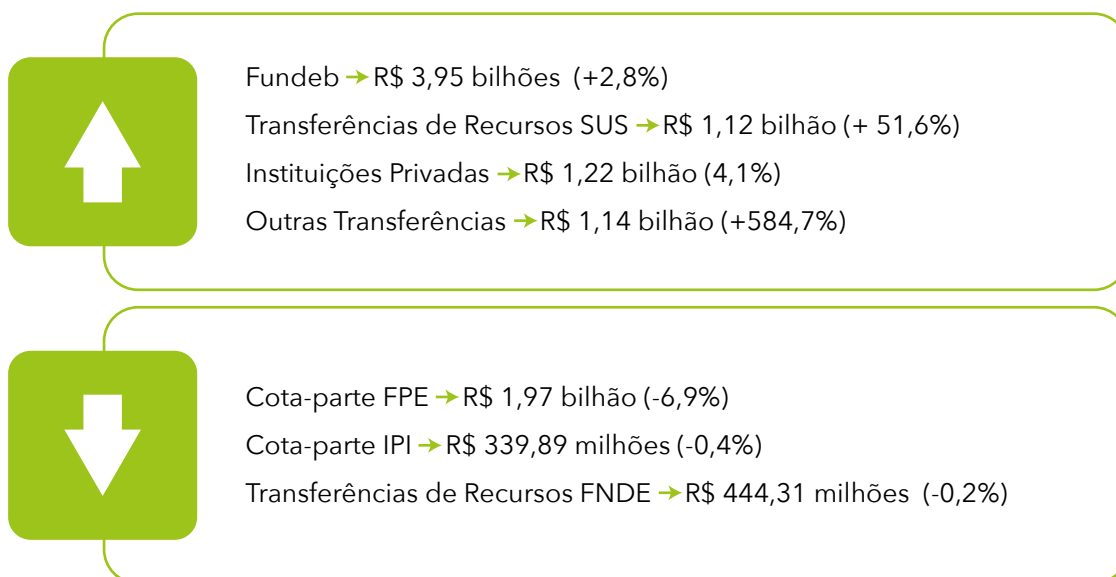 Fundeb → R$ 3,95 bilhões (+2,8%)
Transferências de Recursos SUS → R$ 1,12 bilhão (+ 51,6%)
Instituições Privadas → R$ 1,22 bilhão (4,1%)
Outras Transferências → R$ 1,14 bilhão (+584,7%)
Cota-parte FPE → R$ 1,97 bilhão (-6,9%)
Cota-parte IPI → R$ 339,89 milhões (-0,4%)
Transferências de Recursos FNDE → R$ 444,31 milhões (-0,2%)